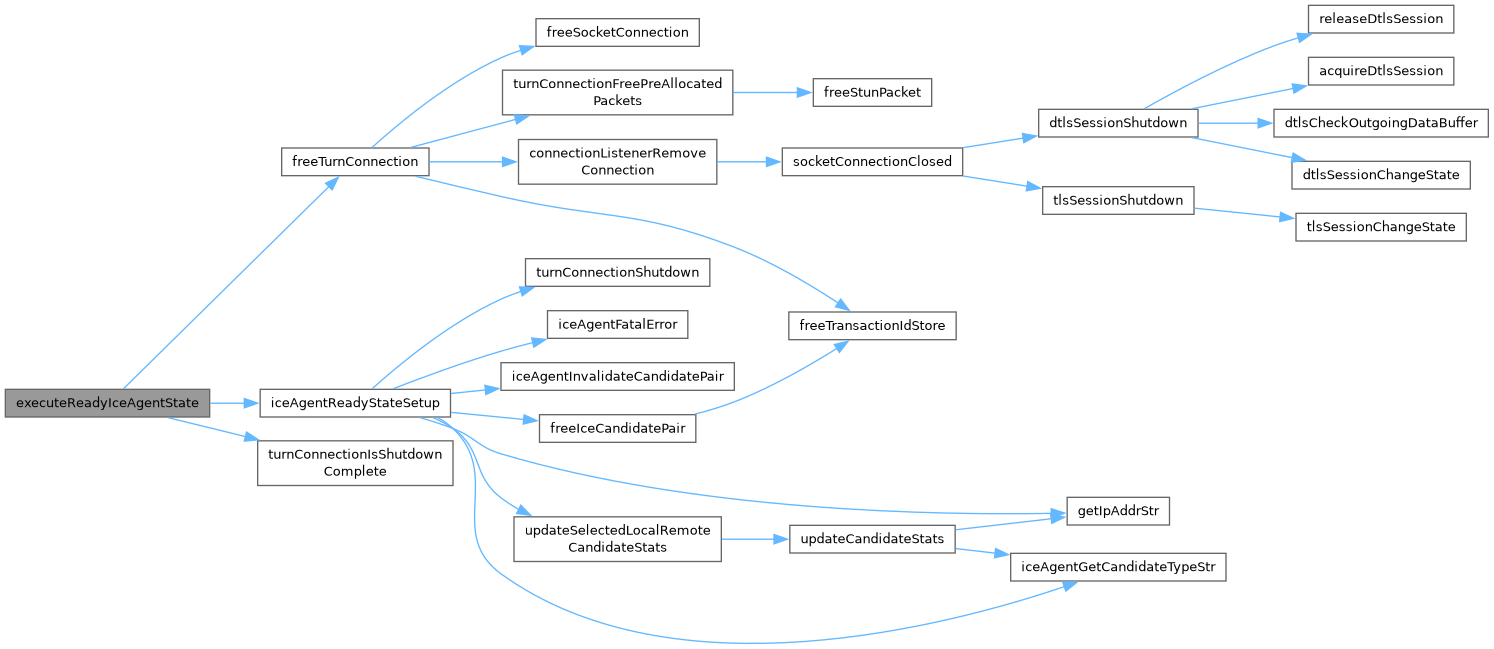 executeReadyIceAgentState
freeTurnConnection
iceAgentReadyStateSetup
turnConnectionIsShutdown
Complete
freeSocketConnection
turnConnectionFreePreAllocated
Packets
connectionListenerRemove
Connection
turnConnectionShutdown
iceAgentFatalError
iceAgentInvalidateCandidatePair
freeIceCandidatePair
updateSelectedLocalRemote
CandidateStats
freeStunPacket
socketConnectionClosed
freeTransactionIdStore
updateCandidateStats
dtlsSessionShutdown
tlsSessionShutdown
getIpAddrStr
iceAgentGetCandidateTypeStr
releaseDtlsSession
acquireDtlsSession
dtlsCheckOutgoingDataBuffer
dtlsSessionChangeState
tlsSessionChangeState